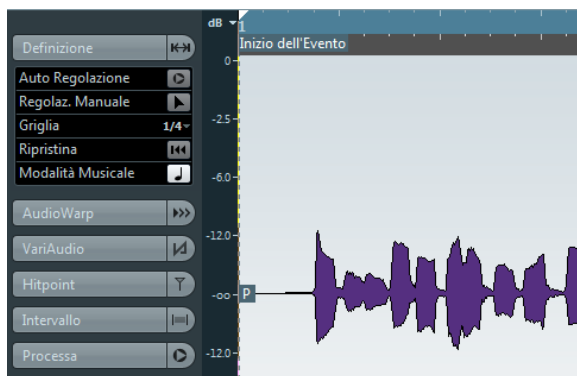 dB
1
Inizio dell'Evento
Definizione
0
Auto Regolazione
Regolaz. Manuale
-2.5
Griglia 1/4
Ripristina
Modalità Musicale
-6.0
AudioWarp
-12.0
VariAudio
Hitpoint
-∞
P
Intervallo
Processa
-12.0